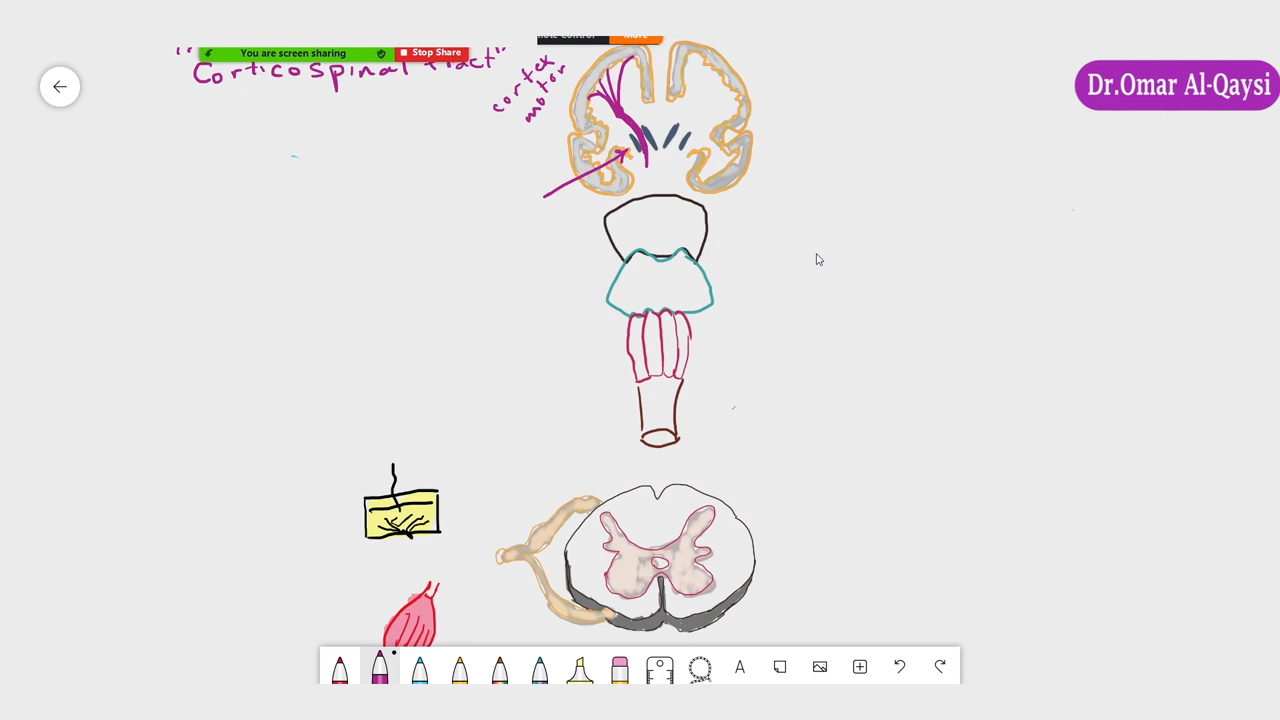 You are screen sharing
Stop Share
Corticospinal tract
cortex
motor
Dr.Omar Al-Qaysi
A